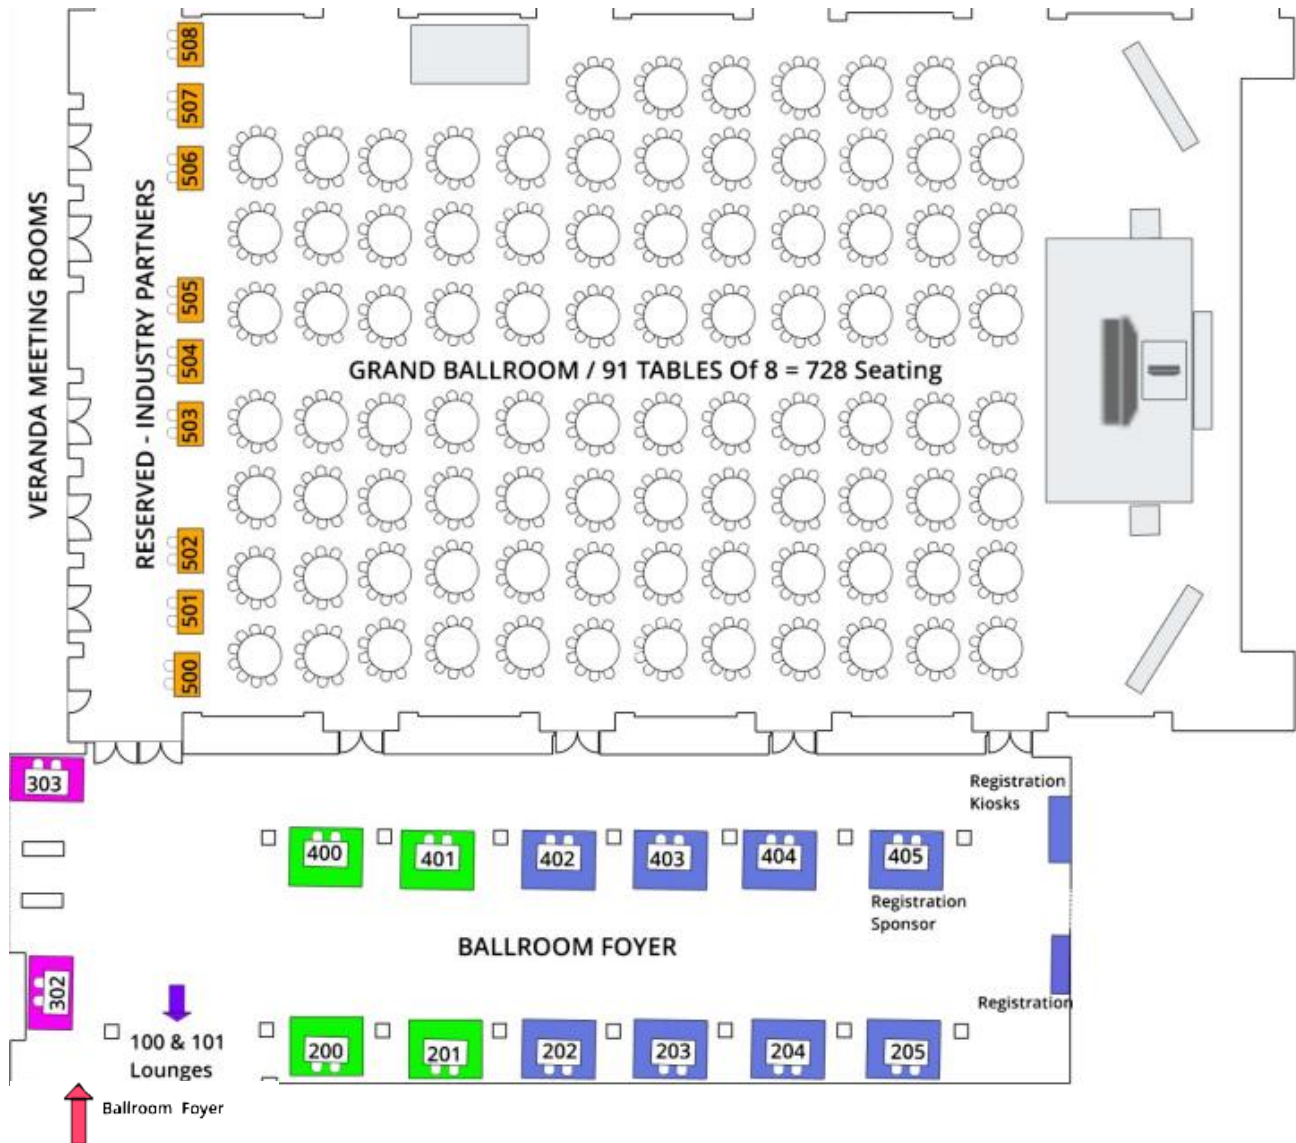 508
507
506
VERANDA MEETING ROOMS
RESERVED - INDUSTRY PARTNERS
505
504
GRAND BALLROOM / 91 TABLES Of 8 = 728 Seating
503
502
501
500
303
Registration
Kiosks
400
401
402
403
404
405
Registration
Sponsor
BALLROOM FOYER
302
Registration
100 & 101
Lounges
200
201
202
203
204
205
Ballroom Foyer